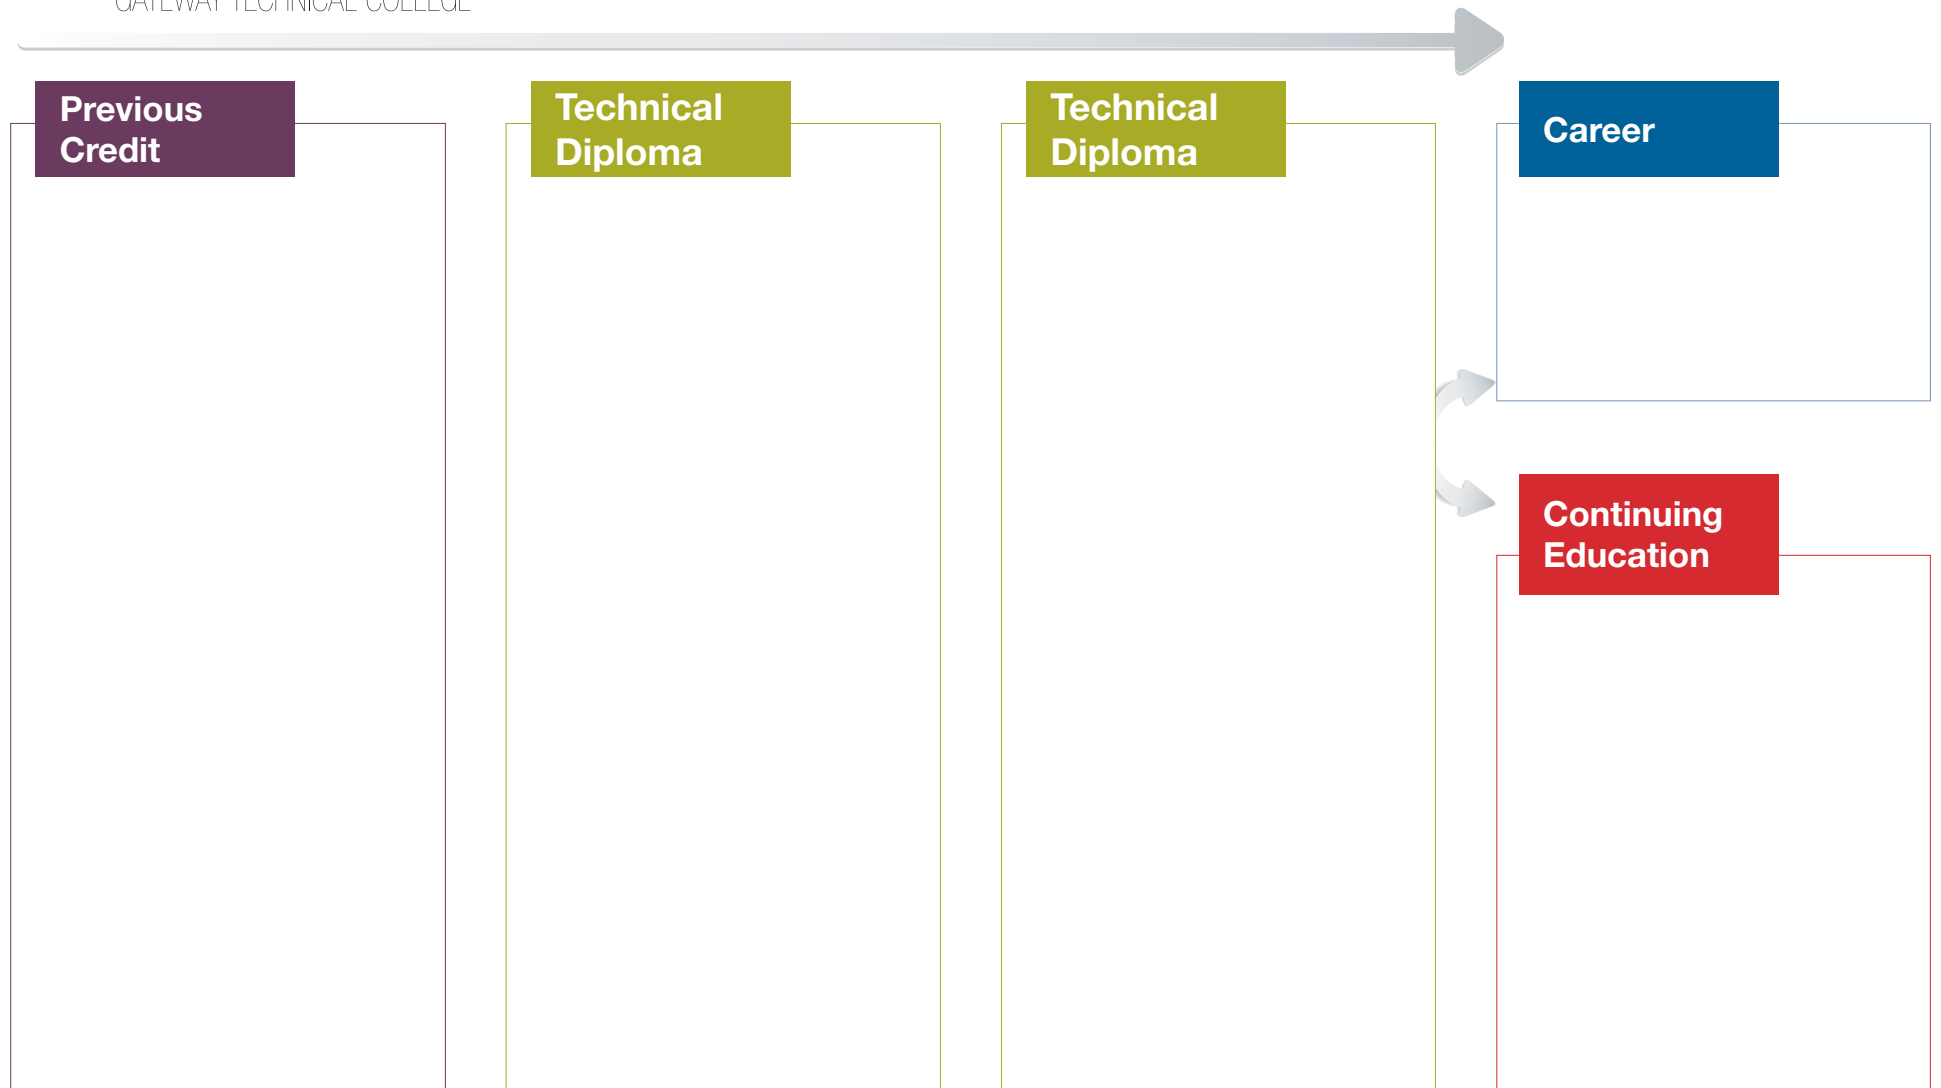 GATEWAY TECHNICAL COLLEGE
Previous
Credit
Technical
Diploma
Technical
Diploma
Career
Continuing
Education